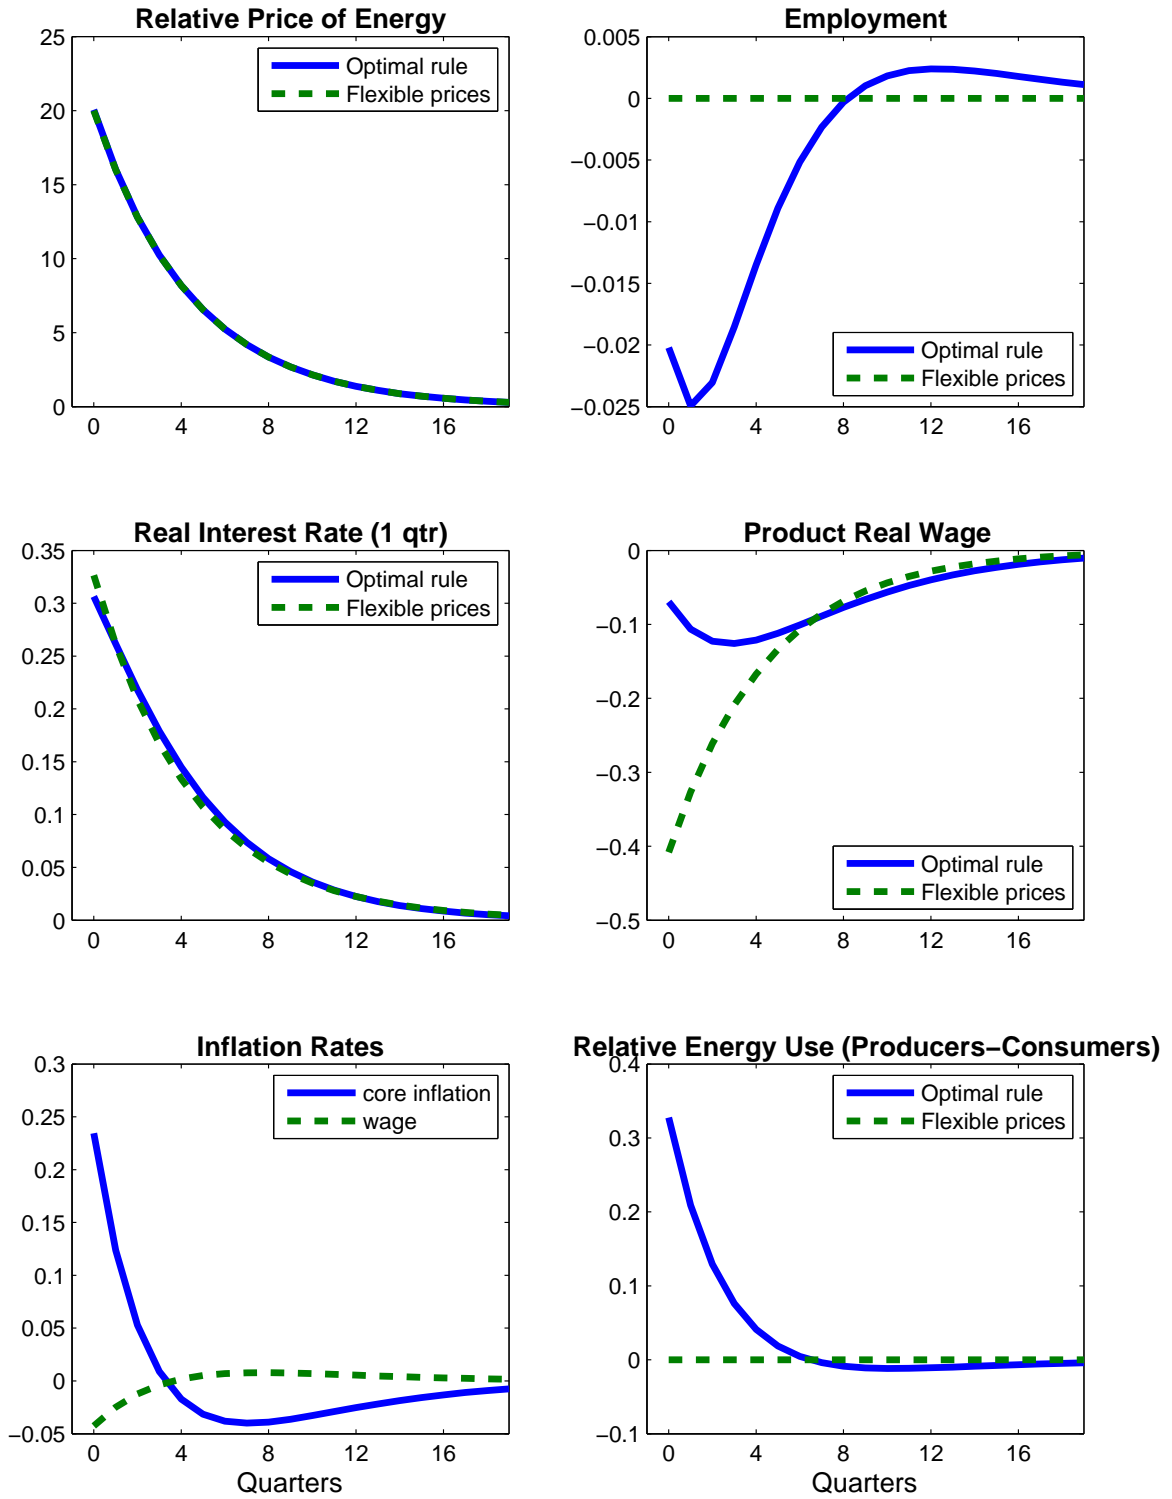 Relative Price of Energy
25
20
15
10
5
0
0 4 8 12 16
Optimal rule
Flexible prices
Employment
0.005
0
−0.005
−0.01
−0.015
−0.02
−0.025
0 4 8 12 16
Optimal rule
Flexible prices
Real Interest Rate (1 qtr)
0.35
0.3
0.25
0.2
0.15
0.1
0.05
0
0 4 8 12 16
Optimal rule
Flexible prices
Product Real Wage
0
−0.1
−0.2
−0.3
−0.4
−0.5
0 4 8 12 16
Optimal rule
Flexible prices
Inflation Rates
0.3
0.25
0.2
0.15
0.1
0.05
0
−0.05
0 4 8 12 16
core inflation
wage
Quarters
Relative Energy Use (Producers−Consumers)
0.4
0.3
0.2
0.1
0
−0.1
0 4 8 12 16
Optimal rule
Flexible prices
Quarters